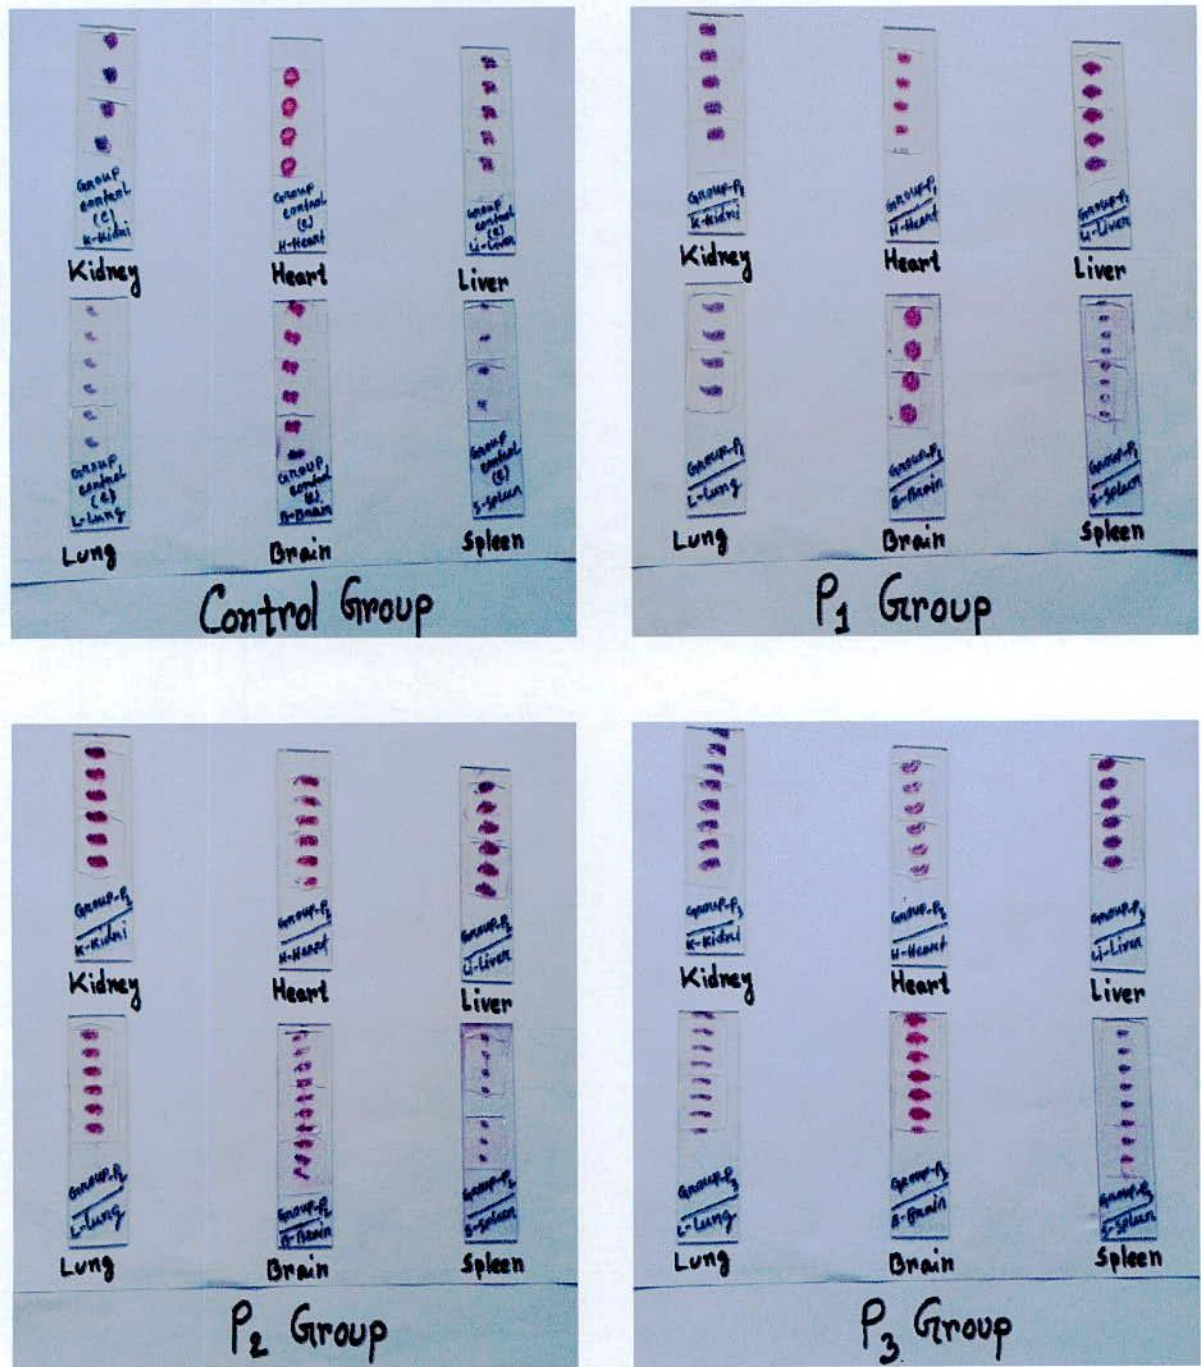 Group
control
(C)
K-Kidni
Kidney
Group
control
(C)
H-Heart
Heart
Group
control
(C)
Li-Liver
Liver
Group
control
(C)
L-Lung
Lung
Group
control
(C)
B-Brain
Brain
Group
control
(C)
S-Spleen
Spleen
Control Group
Group-P1
K-Kidni
Kidney
Group-P1
H-Heart
Heart
Group-P1
Li-Liver
Liver
Group-P1
L-Lung
Lung
Group-P1
B-Brain
Brain
Group-P1
S-Spleen
Spleen
P1 Group
Group-P2
K-Kidni
Kidney
Group-P2
H-Heart
Heart
Group-P2
Li-Liver
Liver
Group-P2
L-Lung
Lung
Group-P2
B-Brain
Brain
Group-P2
S-Spleen
Spleen
P2 Group
Group-P3
K-Kidni
Kidney
Group-P3
H-Heart
Heart
Group-P3
Li-Liver
Liver
Group-P3
L-Lung
Lung
Group-P3
B-Brain
Brain
Group-P3
S-Spleen
Spleen
P3 Group